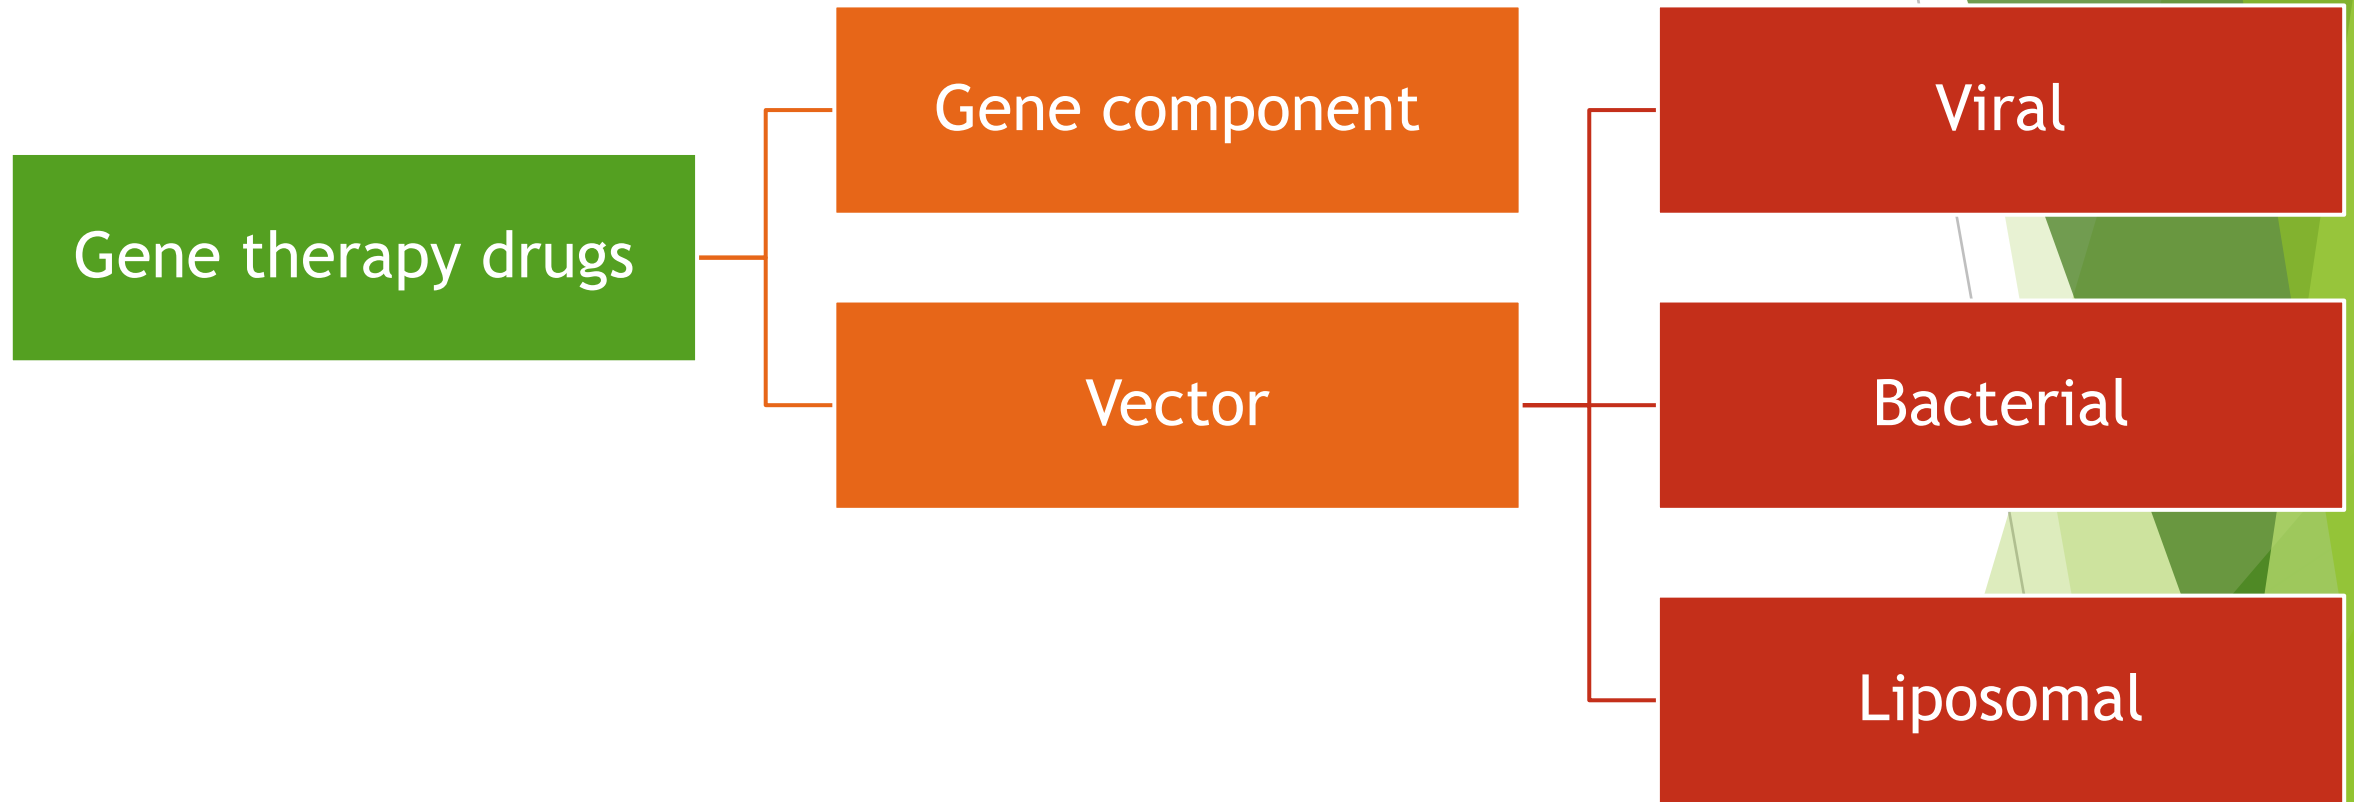 Gene therapy drugs
Gene component
Vector
Viral
Bacterial
Liposomal